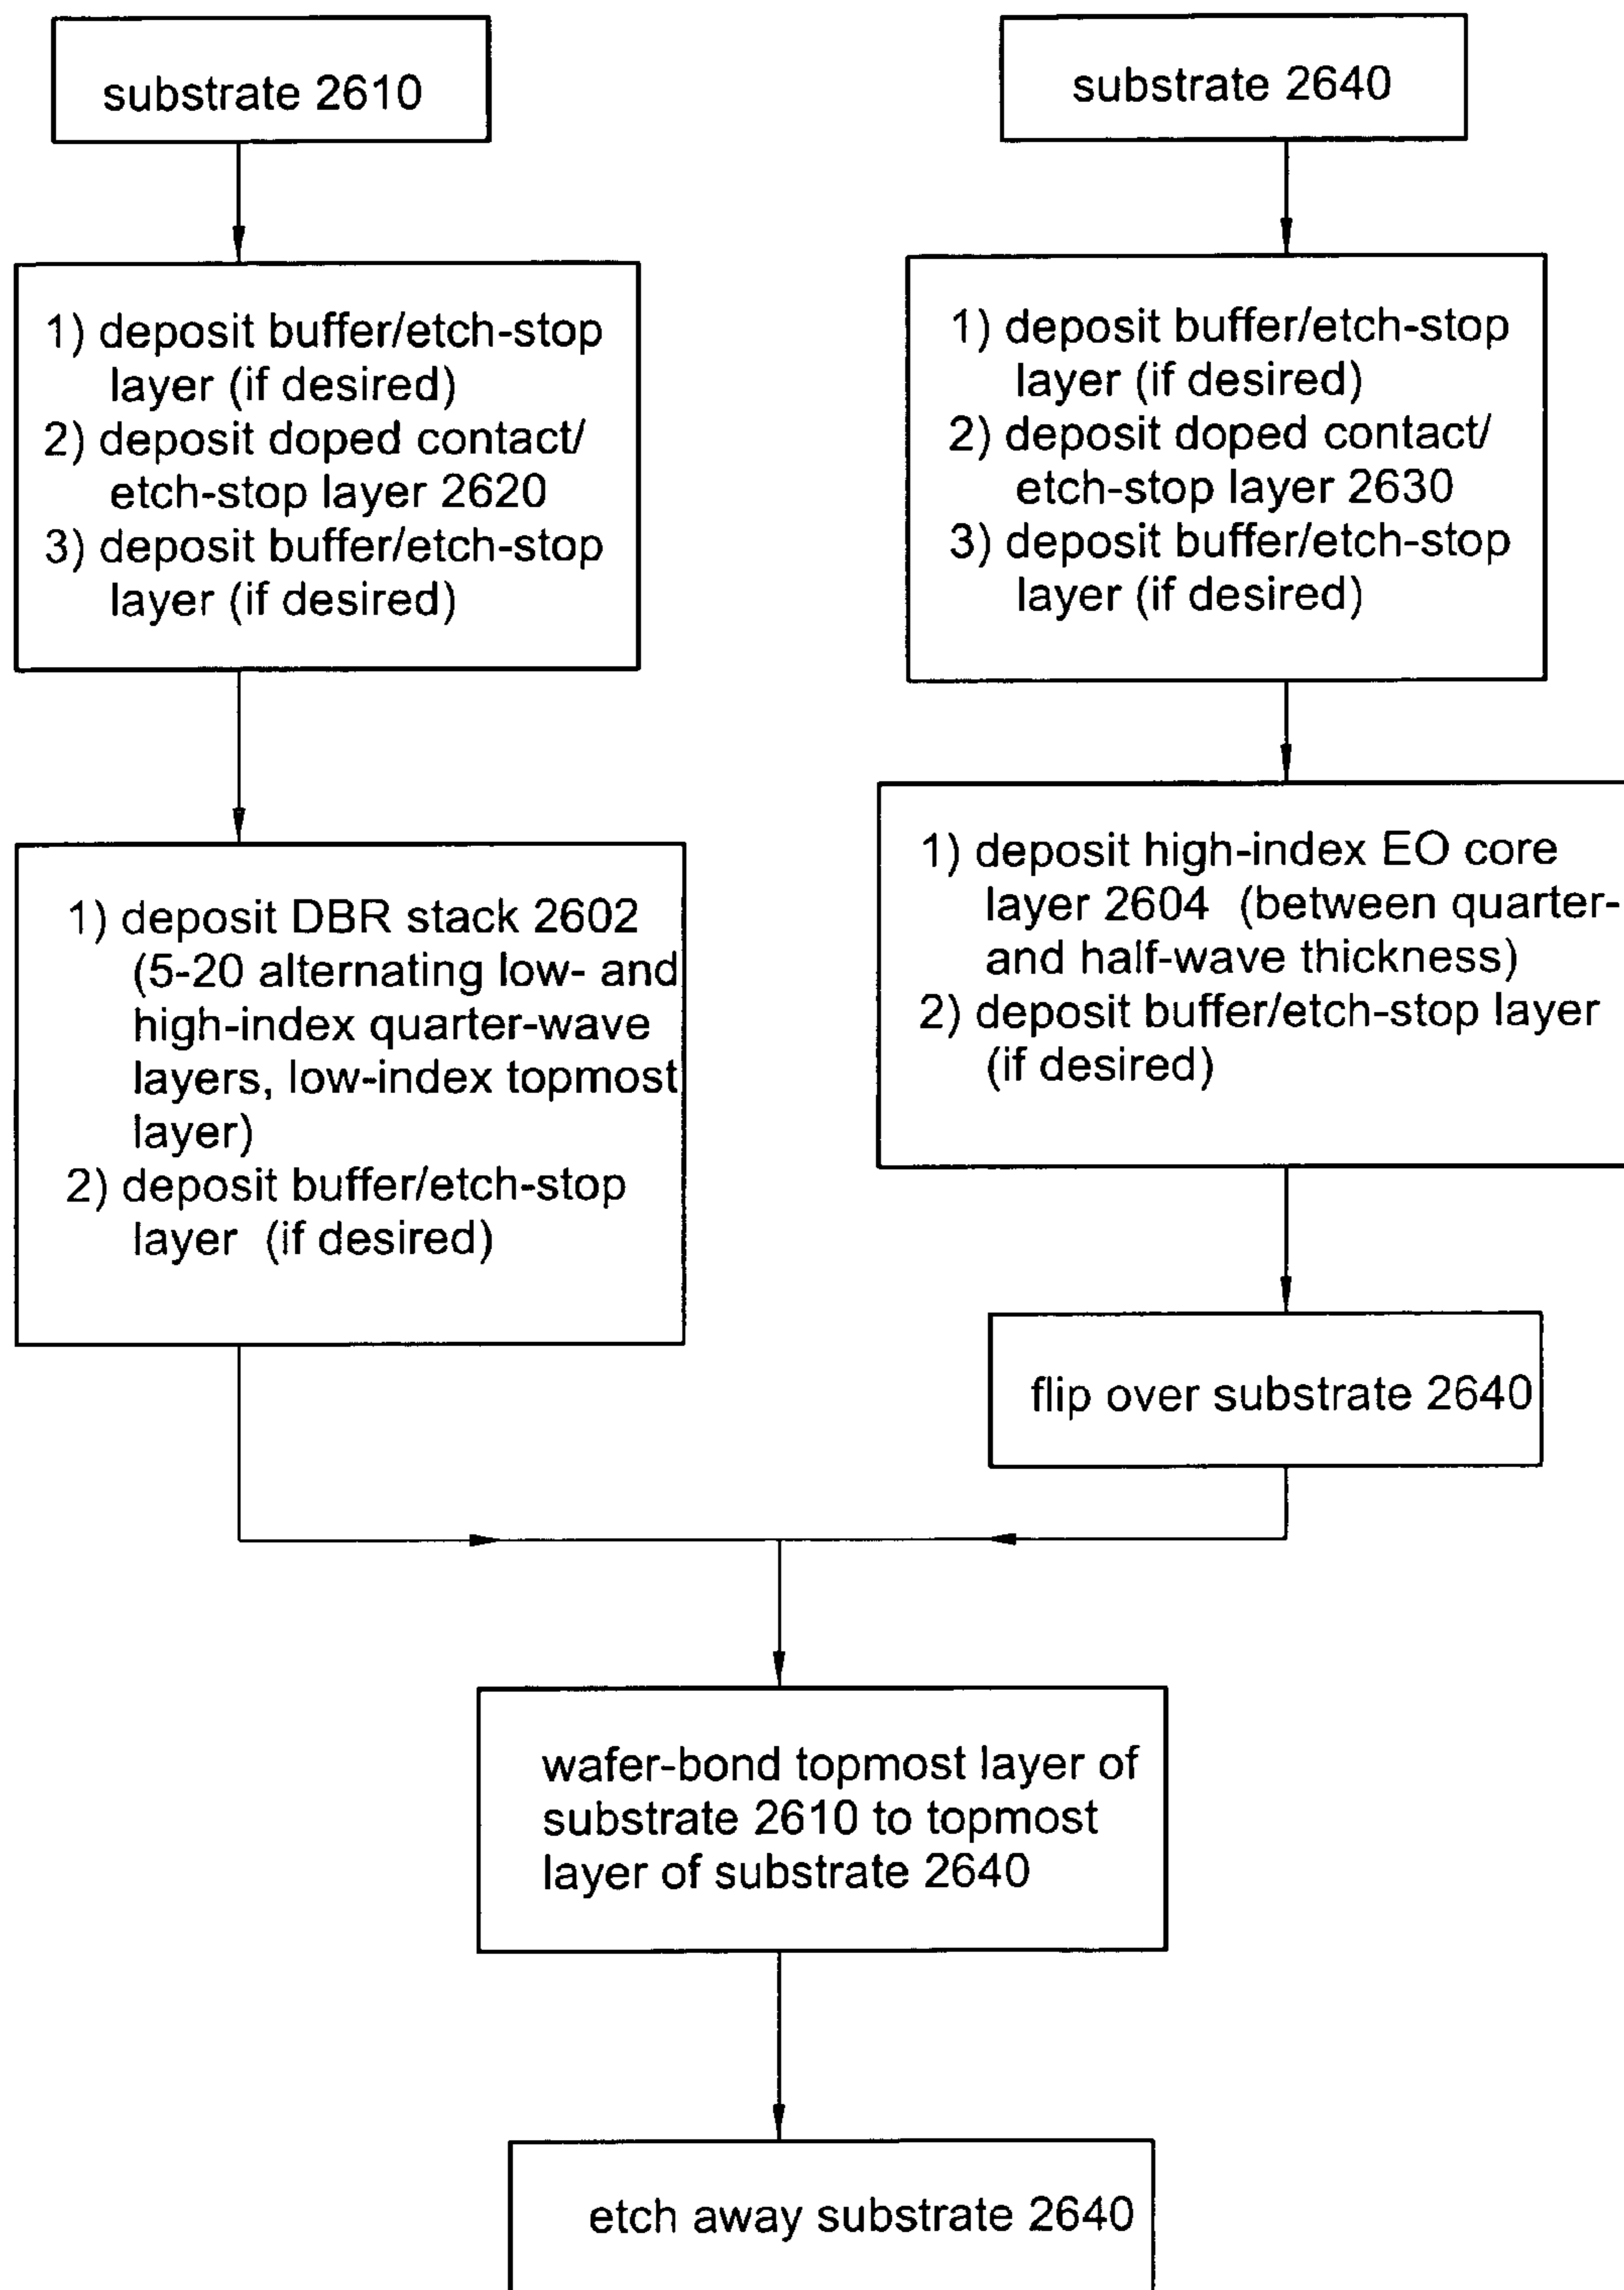 substrate 2610
1) deposit buffer/etch-stop
layer (if desired)
2) deposit doped contact/
etch-stop layer 2620
3) deposit buffer/etch-stop
layer (if desired)
1) deposit DBR stack 2602
(5-20 alternating low- and
high-index quarter-wave
layers, low-index topmost
layer)
2) deposit buffer/etch-stop
layer (if desired)
substrate 2640
1) deposit buffer/etch-stop
layer (if desired)
2) deposit doped contact/
etch-stop layer 2630
3) deposit buffer/etch-stop
layer (if desired)
1) deposit high-index EO core
layer 2604 (between quarter-
and half-wave thickness)
2) deposit buffer/etch-stop layer
(if desired)
flip over substrate 2640
wafer-bond topmost layer of
substrate 2610 to topmost
layer of substrate 2640
etch away substrate 2640